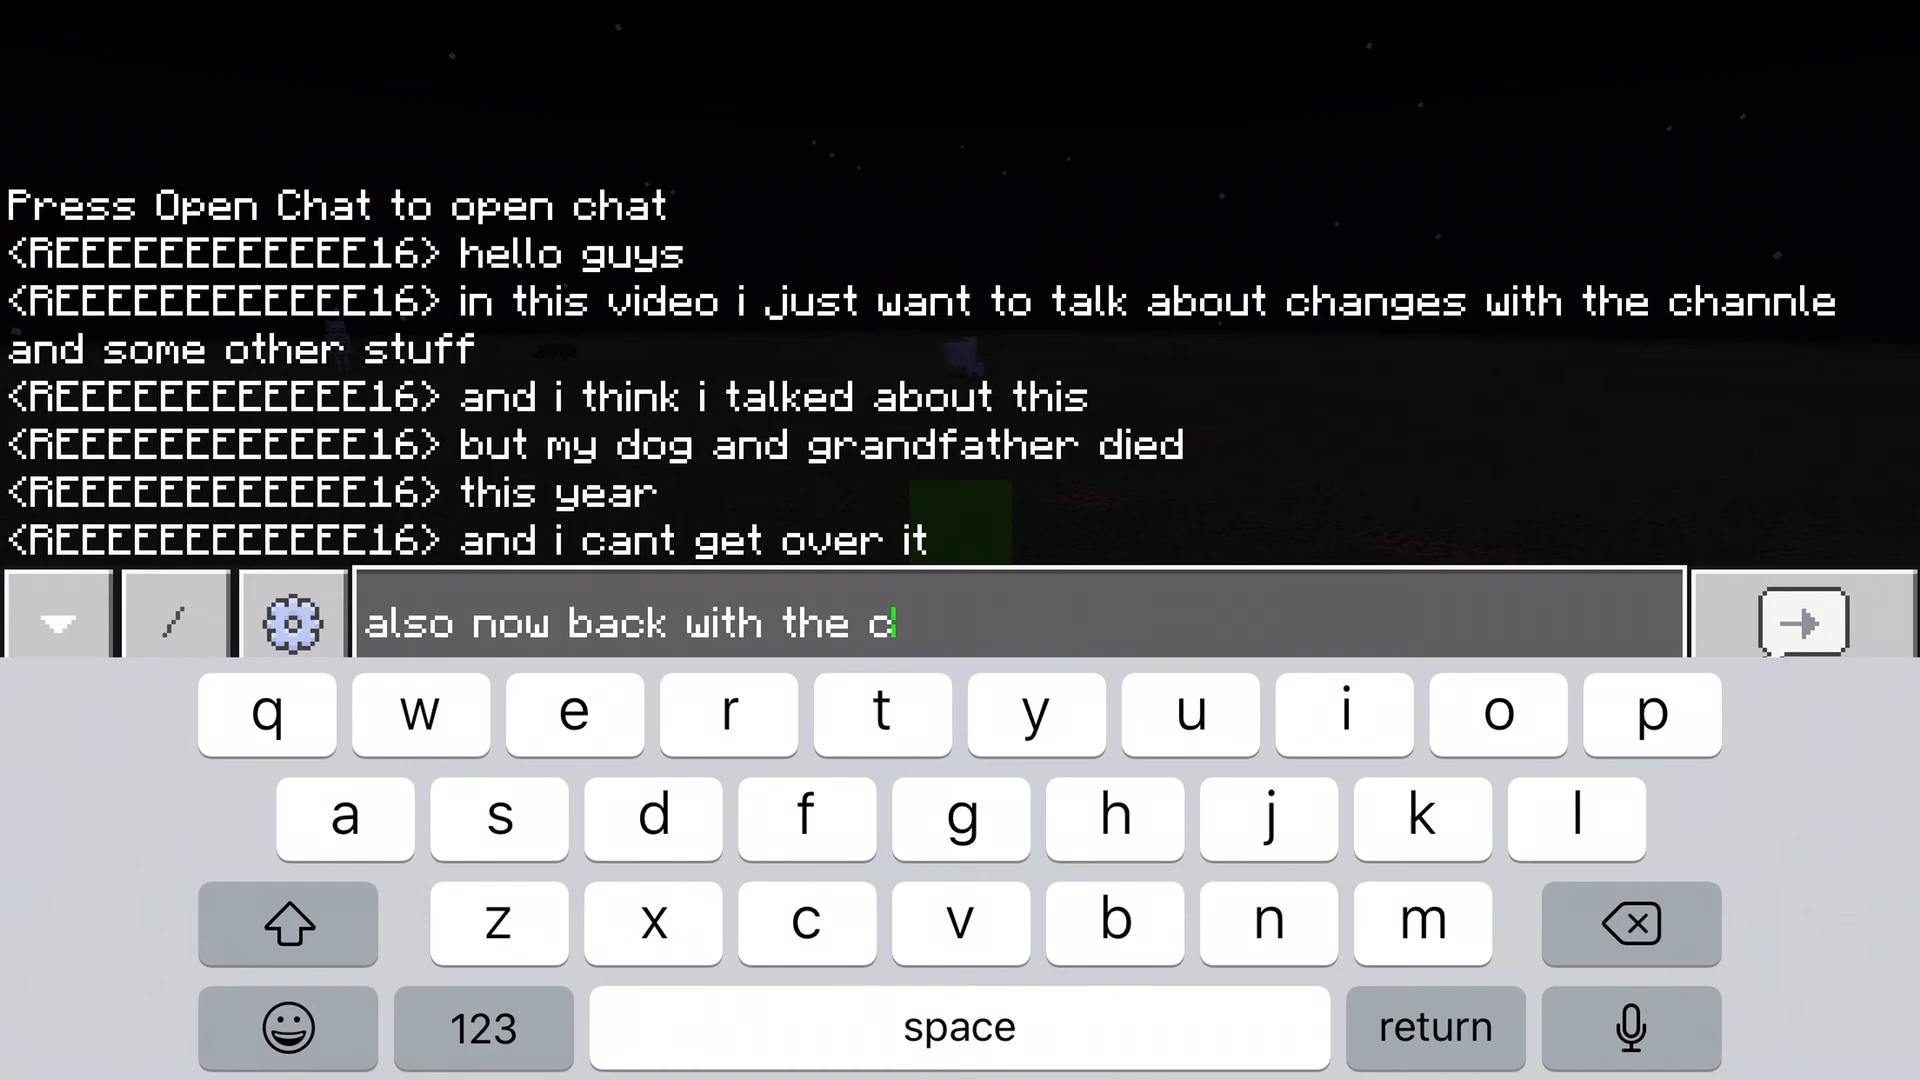 Press Open Chat to open chat
<REEEEEEEEEEEE16> hello guys
<REEEEEEEEEEEE16> in this video i just want to talk about changes with the channle
and some other stuff
<REEEEEEEEEEEE16> and i think i talked about this
<REEEEEEEEEEEE16> but my dog and grandfather died
<REEEEEEEEEEEE16> this year
<REEEEEEEEEEEE16> and i cant get over it
/ also now back with the c
q w e r t y u i o p
a s d f g h j k l
z x c v b n m
123 space return